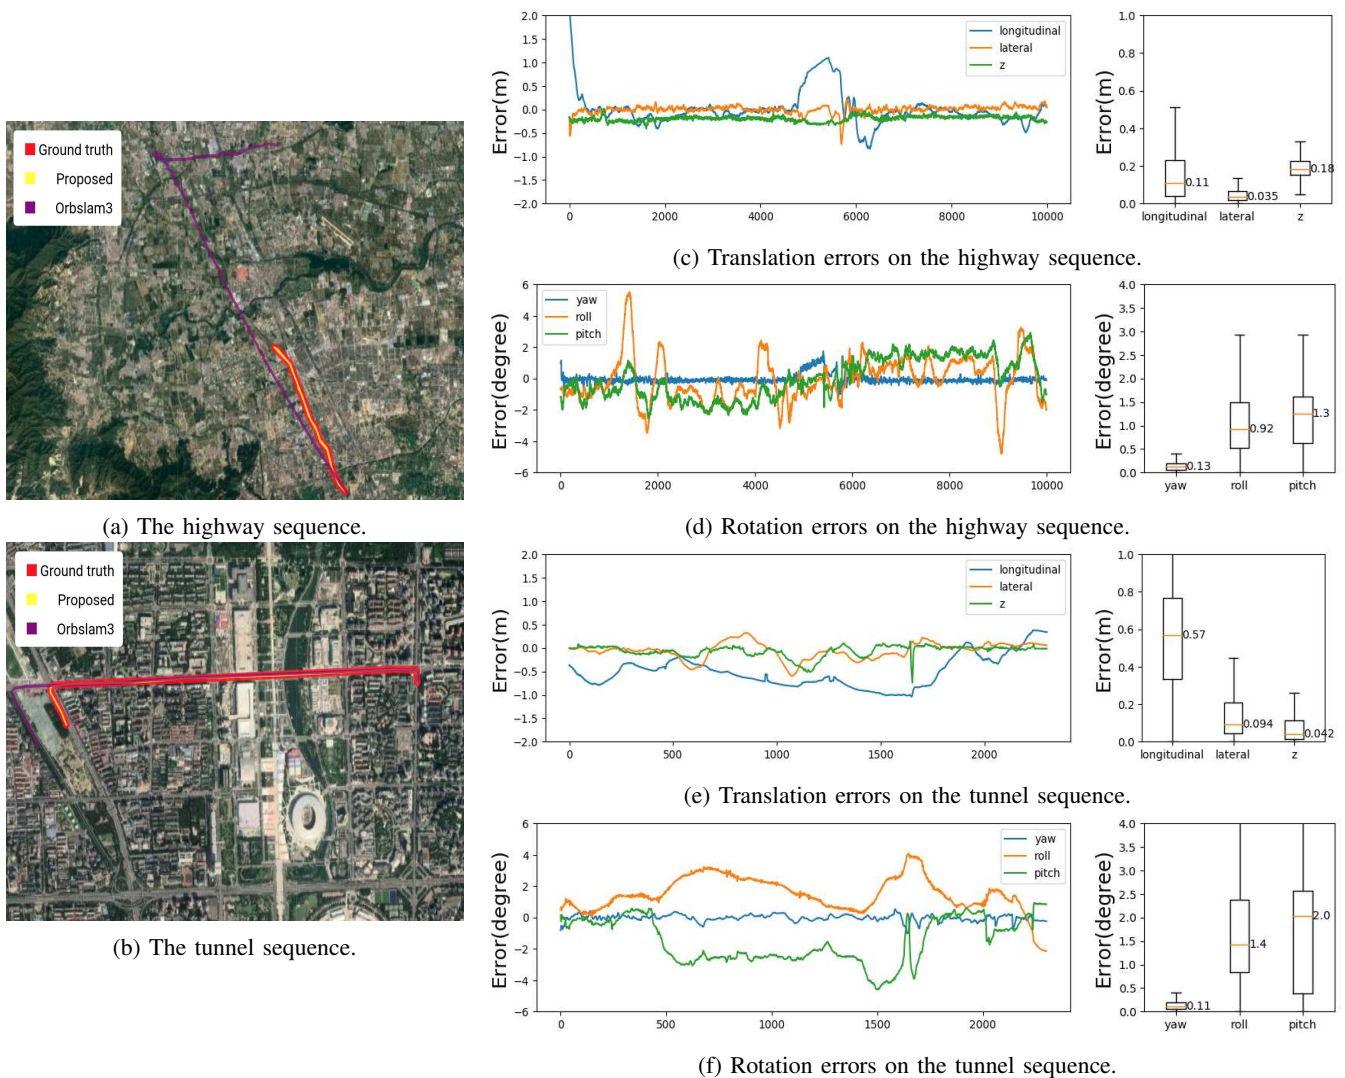 Ground truth
Proposed
Orbslam3
(a) The highway sequence.
Ground truth
Proposed
Orbslam3
(b) The tunnel sequence.
Error(m)
2.0
1.5
1.0
0.5
0.0
-0.5
-1.0
-1.5
-2.0
0 2000 4000 6000 8000 10000
longitudinal
lateral
z
Error(m)
1.0
0.8
0.6
0.4
0.2
0.0
0.11
0.035
0.18
longitudinal lateral z
(c) Translation errors on the highway sequence.
Error(degree)
6
4
2
0
−2
−4
−6
0 2000 4000 6000 8000 10000
yaw
roll
pitch
Error(degree)
4.0
3.5
3.0
2.5
2.0
1.5
1.0
0.5
0.0
0.13
0.92
1.3
yaw roll pitch
(d) Rotation errors on the highway sequence.
Error(m)
2.0
1.5
1.0
0.5
0.0
−0.5
−1.0
−1.5
−2.0
0 500 1000 1500 2000
longitudinal
lateral
z
Error(m)
1.0
0.8
0.6
0.4
0.2
0.0
0.57
0.094
0.042
longitudinal lateral z
(e) Translation errors on the tunnel sequence.
Error(degree)
6
4
2
0
−2
−4
−6
0 500 1000 1500 2000
yaw
roll
pitch
Error(degree)
4.0
3.5
3.0
2.5
2.0
1.5
1.0
0.5
0.0
0.11
1.4
2.0
yaw roll pitch
(f) Rotation errors on the tunnel sequence.